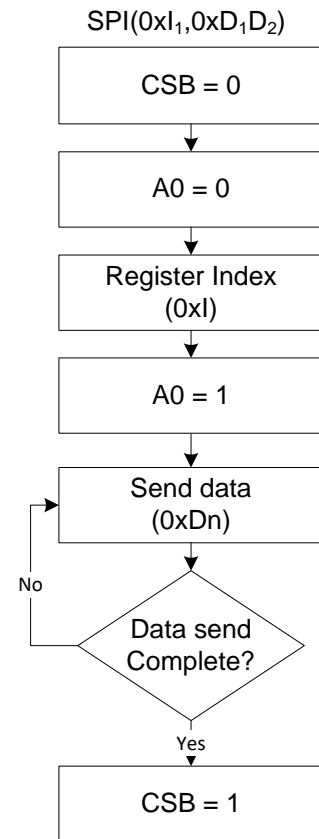 SPI(0xI₁,0xD₁D₂)
CSB = 0
A0 = 0
Register Index
(0xI)
A0 = 1
Send data
(0xDn)
No
Data send
Complete?
Yes
CSB = 1